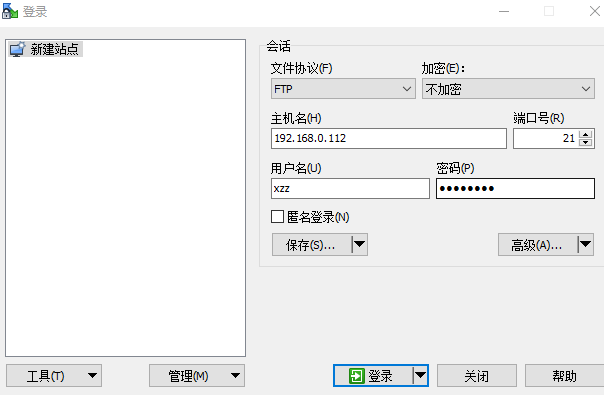 登录
新建站点
会话
文件协议(F)
加密(E)：
FTP
不加密
主机名(H)
端口号(R)
192.168.0.112
21
用户名(U)
密码(P)
xzz
●●●●●●●●
匿名登录(N)
保存(S)...
高级(A)...
工具(T)
管理(M)
登录
关闭
帮助